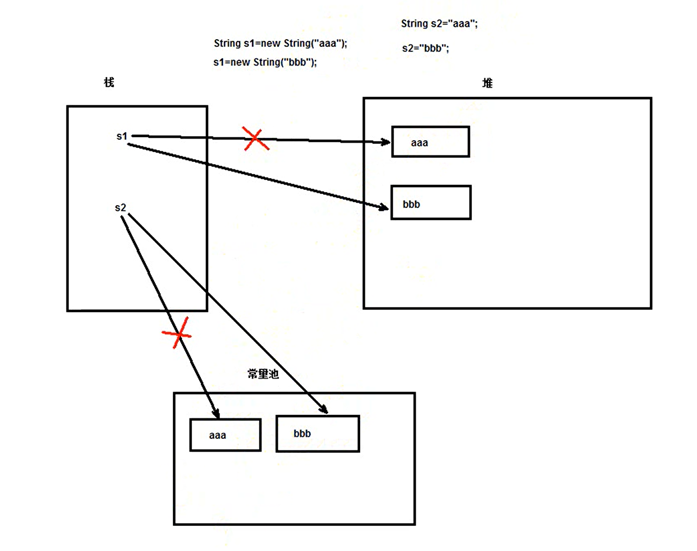 String s2="aaa";
String s1=new String("aaa");
s2="bbb";
s1=new String("bbb");
栈
堆
s1
aaa
bbb
s2
常里池
aaa
bbb